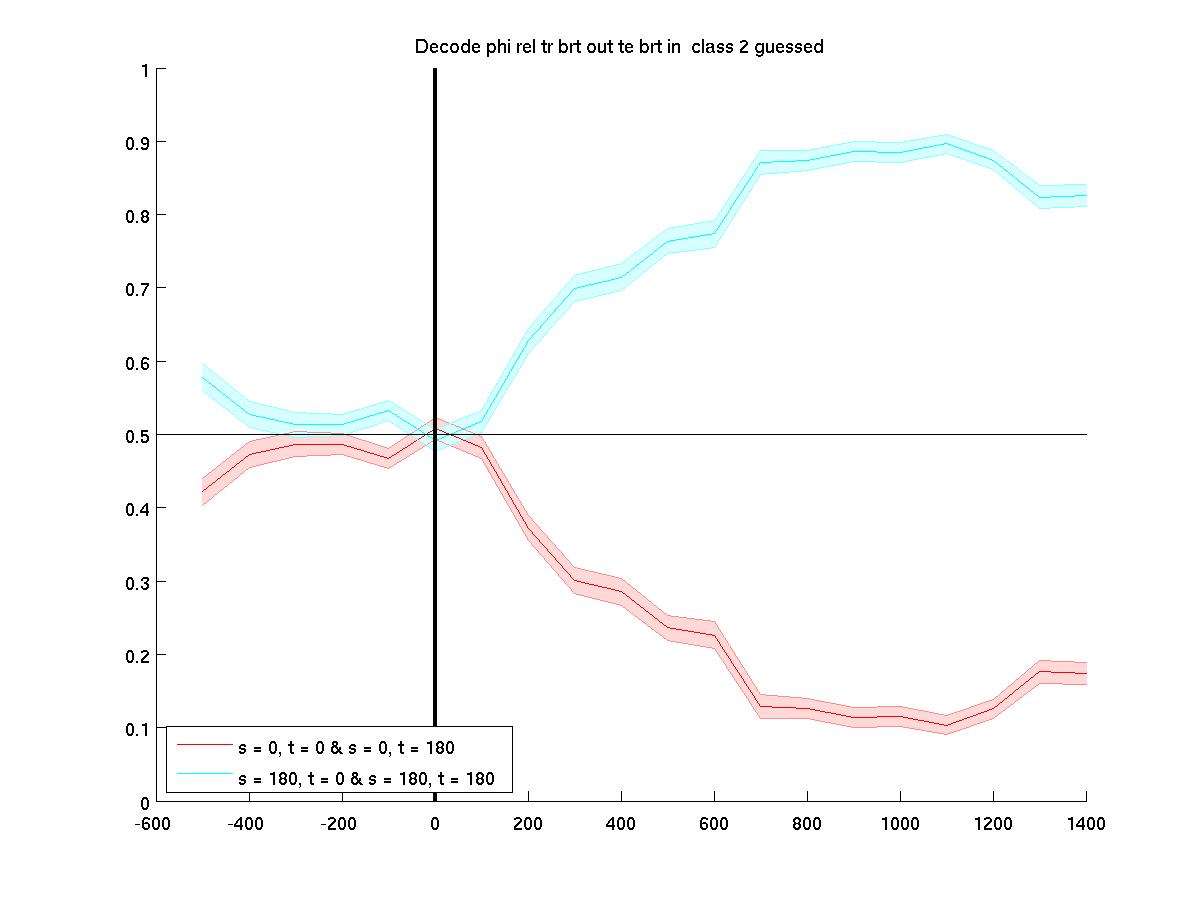 Decode phi rel tr brt out te brt in class 2 guessed
1
0.9
0.8
0.7
0.6
0.5
0.4
0.3
0.2
0.1
0
s = 0, t = 0 & s = 0, t = 180
s = 180, t = 0 & s = 180, t = 180
-600 -400 -200 0 200 400 600 800 1000 1200 1400